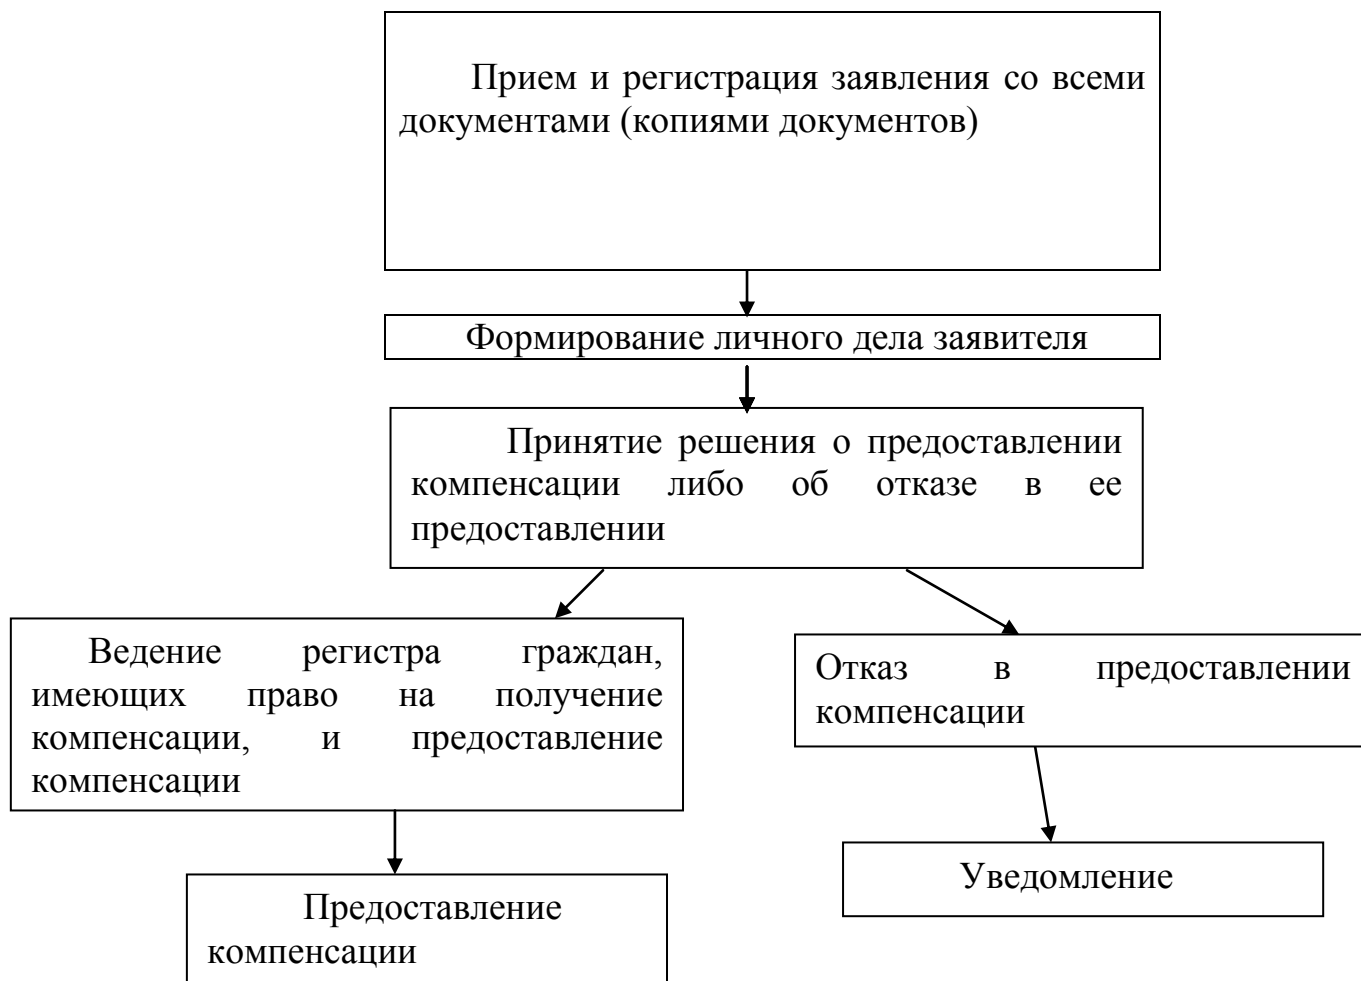 Прием и регистрация заявления со всеми
документами (копиями документов)
Формирование личного дела заявителя
Принятие решения о предоставлении
компенсации либо об отказе в ее
предоставлении
Ведение регистра граждан,
имеющих право на получение
компенсации, и предоставление
компенсации
Отказ в предоставлении
компенсации
Уведомление
Предоставление
компенсации